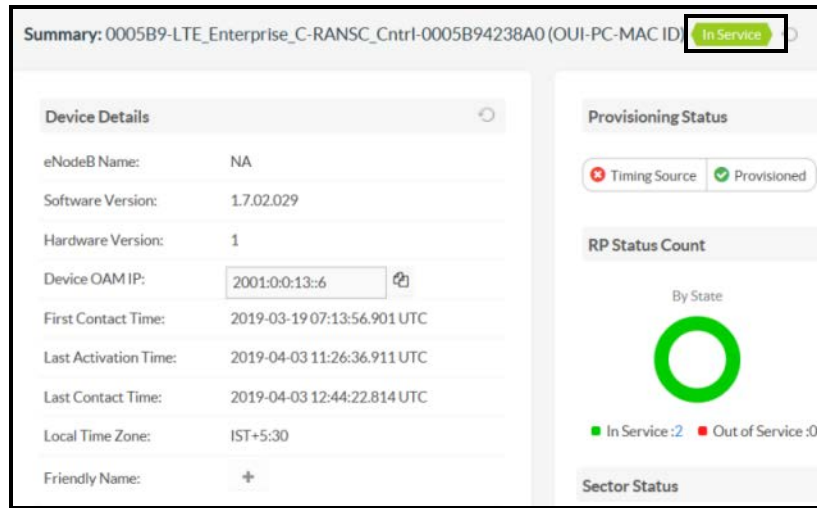 Summary: 0005B9-LTE_Enterprise_C-RANSC_Cntrl-0005B94238A0 (OUI-PC-MAC ID) In Service
Device Details
eNodeB Name: NA
Software Version: 1.7.02.029
Hardware Version: 1
Device OAM IP: 2001:0:0:13::6
First Contact Time: 2019-03-19 07:13:56.901 UTC
Last Activation Time: 2019-04-03 11:26:36.911 UTC
Last Contact Time: 2019-04-03 12:44:22.814 UTC
Local Time Zone: IST+5:30
Friendly Name: +
Provisioning Status
Timing Source Provisioned
RP Status Count
By State
In Service :2 Out of Service :0
Sector Status